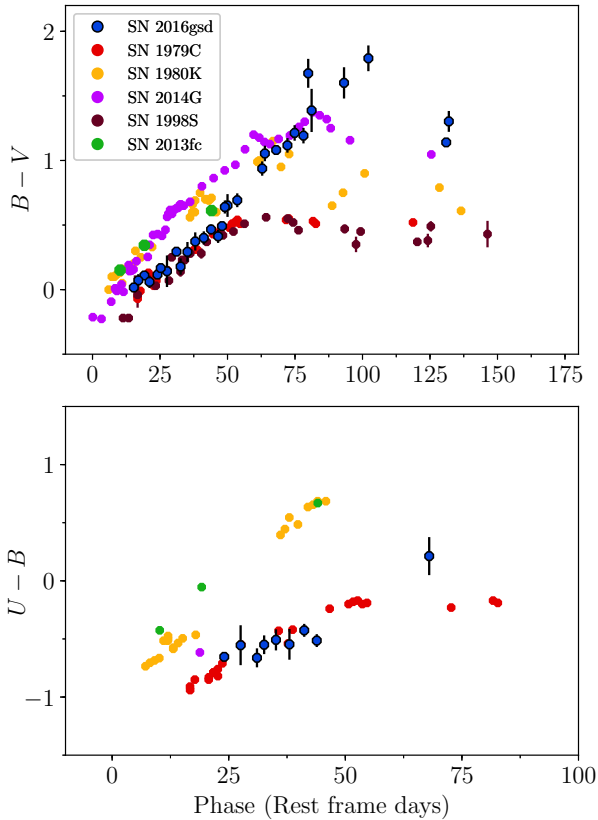 2
1
0
B − V
SN 2016gsd
SN 1979C
SN 1980K
SN 2014G
SN 1998S
SN 2013fc
0 25 50 75 100 125 150 175
1
0
−1
U − B
0 25 50 75 100
Phase (Rest frame days)